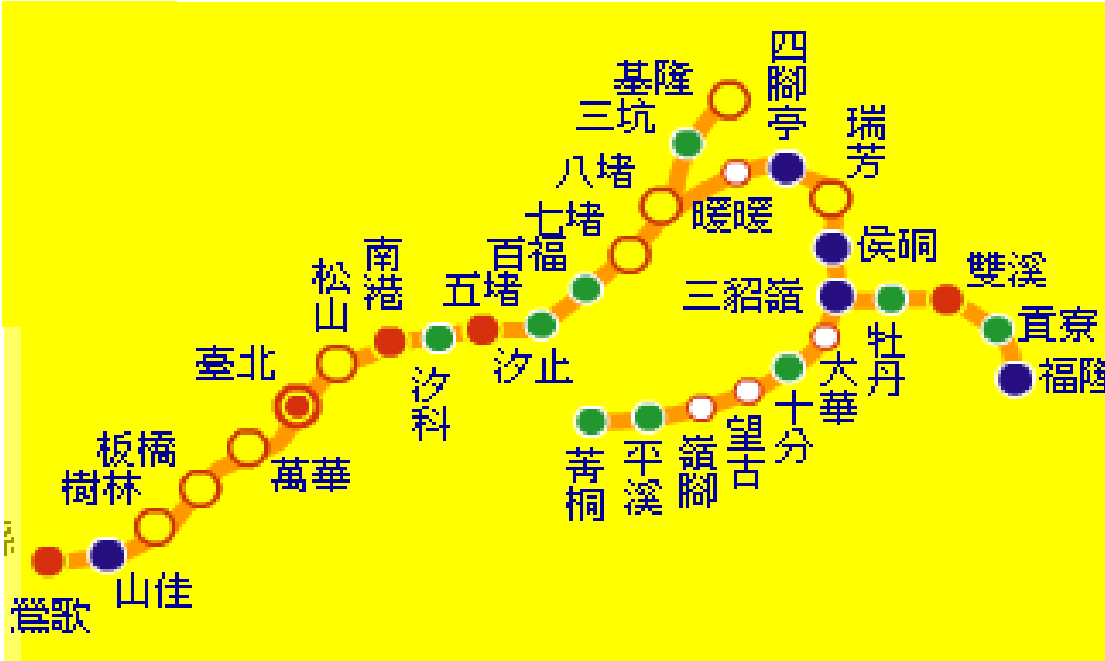 基隆
三坑
八堵
七堵
百福
五堵
南港
松山
臺北
板橋
樹林
鶯歌
山佳
萬華
汐科
汐止
暖暖
四腳亭
瑞芳
侯硐
三貂嶺
牡丹
雙溪
貢寮
福隆
大華
十分
望古
嶺腳
平溪
菁桐